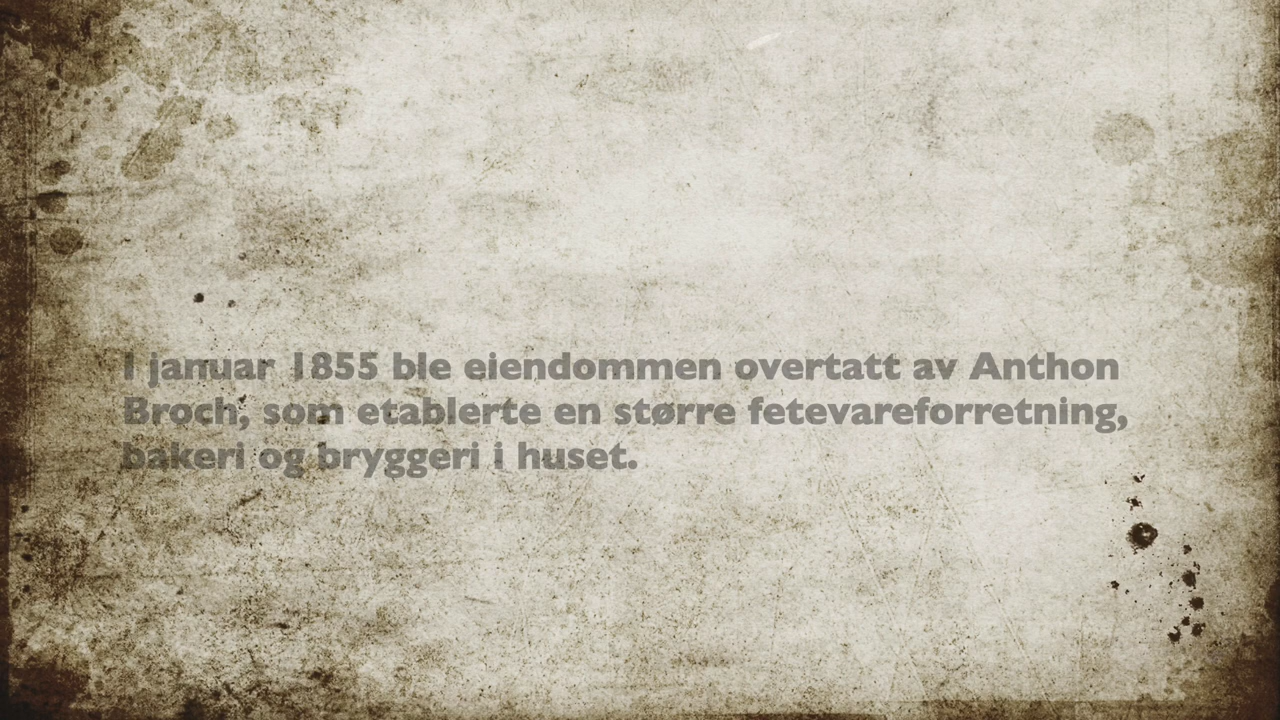 I januar 1855 ble eiendommen overtatt av Anthon
Broch, som etablerte en større fetevareforretning,
bakeri og bryggeri i huset.